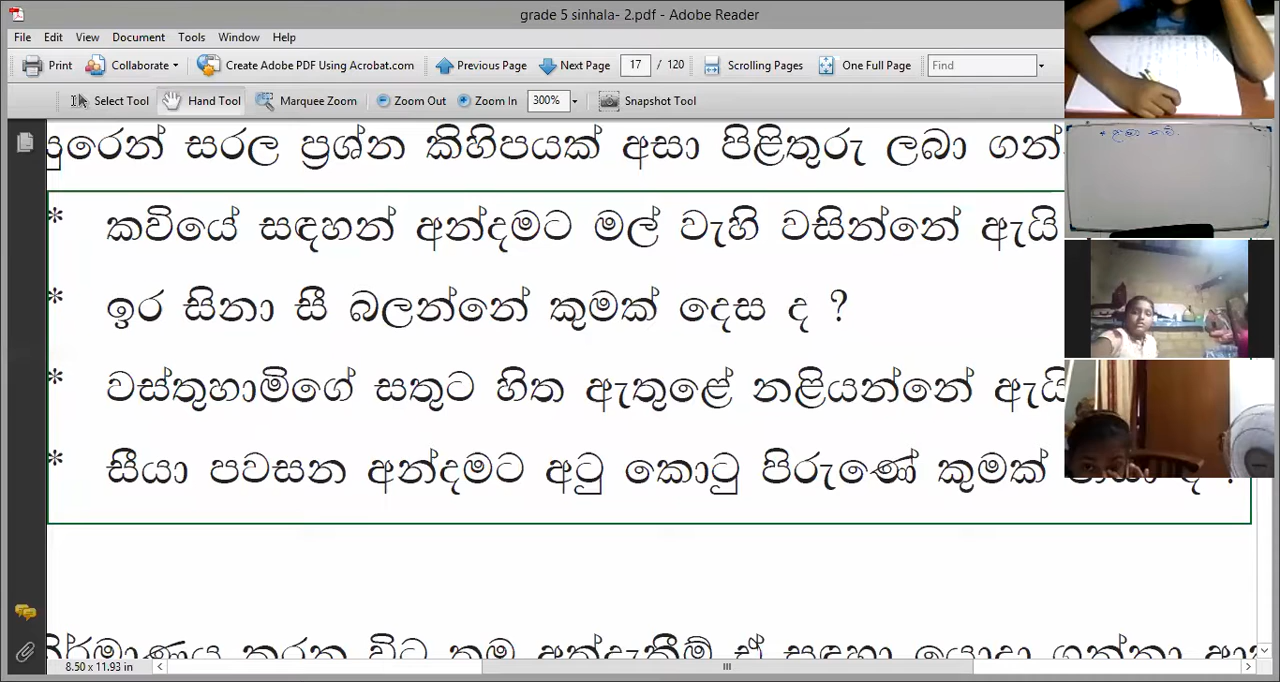 grade 5 sinhala- 2.pdf - Adobe Reader
File Edit View Document Tools Window Help
Print Collaborate Create Adobe PDF Using Acrobat.com Previous Page Next Page 17 / 120 Scrolling Pages One Full Page Find
Select Tool Hand Tool Marquee Zoom Zoom Out Zoom In 300% Snapshot Tool
සරල ප්‍රශ්න කිහිපයක් අසා පිළිතුරු ලබා
* කවියේ සඳහන් අන්දමට මල් වැහි වසින්නේ ඇයි
* ඉර සිනා සී බලන්නේ කුමක් දෙස ද ?
* වස්තුහාමිගේ සතුට හිත ඇතුළේ නළියන්නේ ඇයි
* සීයා පවසන අන්දමට අටු කොටු පිරුණේ කුමක් ද ?
කරන විට තම අත්දැකීම් ඒ සඳහා යොදා ගන්නා
8.50 x 11.93 in